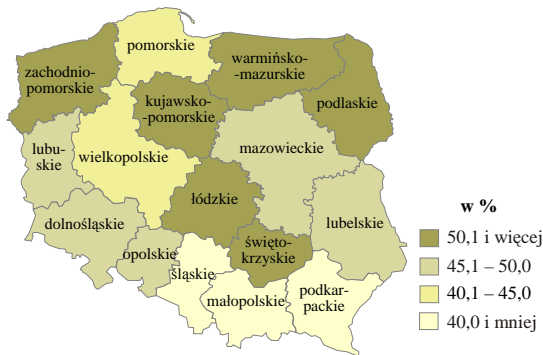 pomorskie
warmińsko-
-mazurskie
zachodnio-
pomorskie
kujawsko-
-pomorskie
podlaskie
lubu-
skie
wielkopolskie
mazowieckie
łódzkie
dolnośląskie
lubelskie
opolskie
święto-
krzyskie
śląskie
małopolskie
podkar-
packie
w %
50,1 i więcej
45,1 – 50,0
40,1 – 45,0
40,0 i mniej